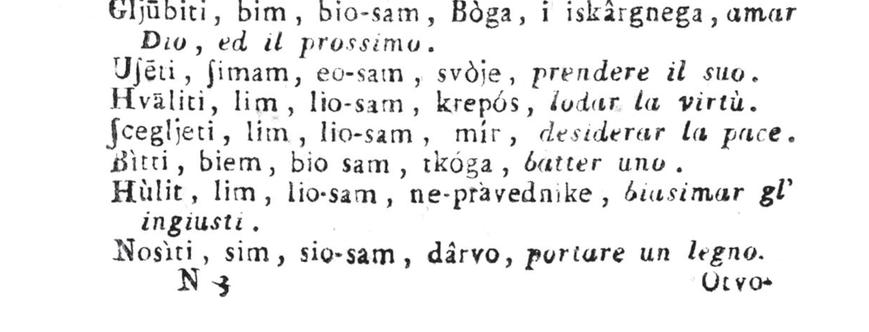 Gljūbiti, bim, bio-sam, Bòga, i iskârgnega, amar
Dio, ed il prossimo.
Uſēti, ſimam, eo-sam, svòje, prendere il suo.
Hvāliti, lim, lio-sam, krepós, lodar la virtù.
ſcegljeti, lim, lio-sam, mír, desiderar la pace.
Bìtti, biem, bio sam, tkóga, batter uno.
Hùlit, lim, lio-sam, ne-pràvednike, biasimar gl'
ingiusti.
Nosìti, sim, sio-sam, dârvo, portare un legno.
N 3
Otvo-